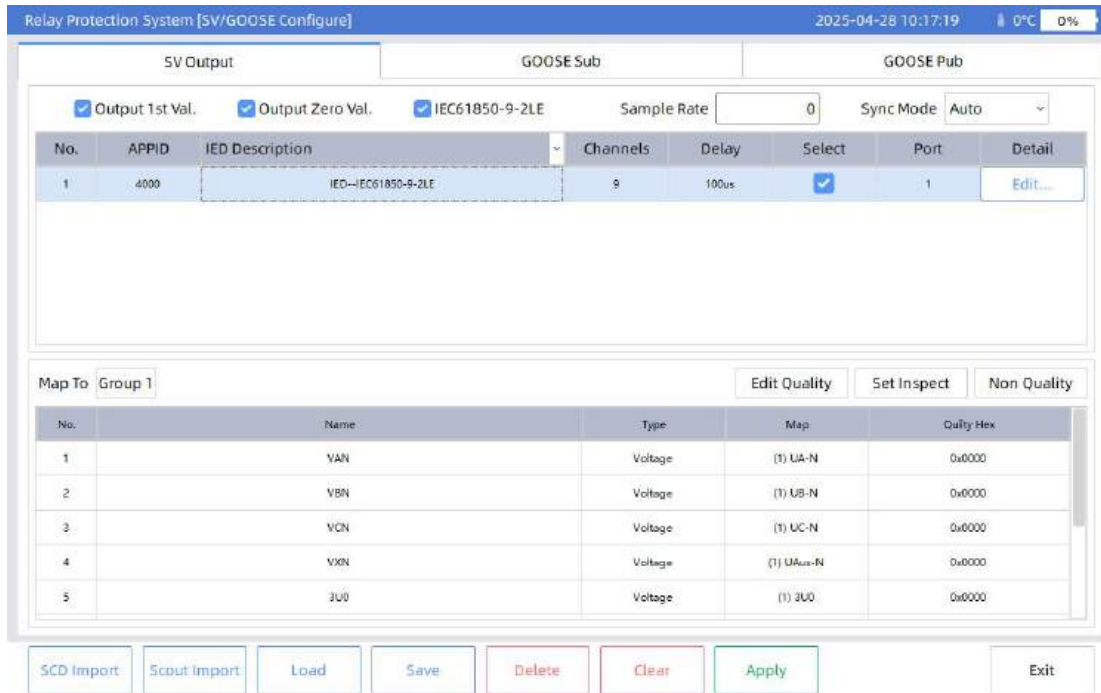 Relay Protection System [SV/GOOSE Configure] 2025-04-28 10:17:19 0°C 0%
SV Output GOOSE Sub GOOSE Pub
Output 1st Val. Output Zero Val. IEC61850-9-2LE Sample Rate 0 Sync Mode Auto
No. APPID IED Description Channels Delay Select Port Detail
1 4000 IED--IEC61850-9-2LE 9 100us 1 Edit...
Map To Group 1 Edit Quality Set Inspect Non Quality
No. Name Type Map Qulity Hex
1 VAN Voltage (1) UA-N 0x0000
2 VBN Voltage (1) UB-N 0x0000
3 VCN Voltage (1) UC-N 0x0000
4 VXN Voltage (1) UAux-N 0x0000
5 3U0 Voltage (1) 3U0 0x0000
SCD Import Scout Import Load Save Delete Clear Apply Exit